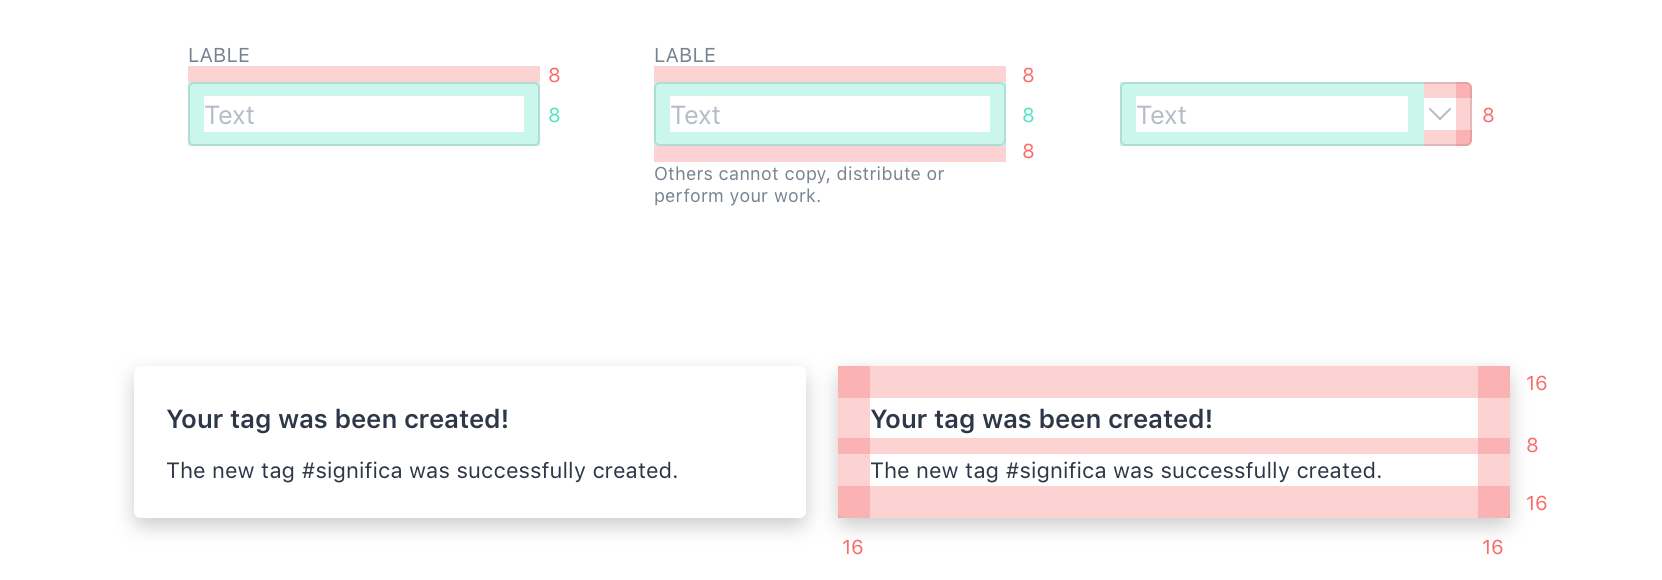 LABLE
8
Text
8
LABLE
8
Text
8
8
Others cannot copy, distribute or
perform your work.
Text
8
Your tag was been created!
The new tag #significa was successfully created.
16
Your tag was been created!
8
The new tag #significa was successfully created.
16
16
16